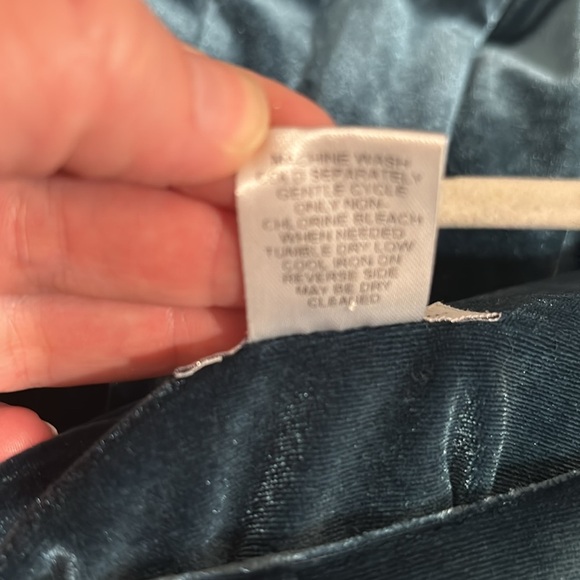 MACHINE WASH
COLD SEPARATELY
GENTLE CYCLE
ONLY NON-
CHLORINE BLEACH
WHEN NEEDED
TUMBLE DRY LOW
COOL IRON ON
REVERSE SIDE
MAY BE DRY
CLEANED